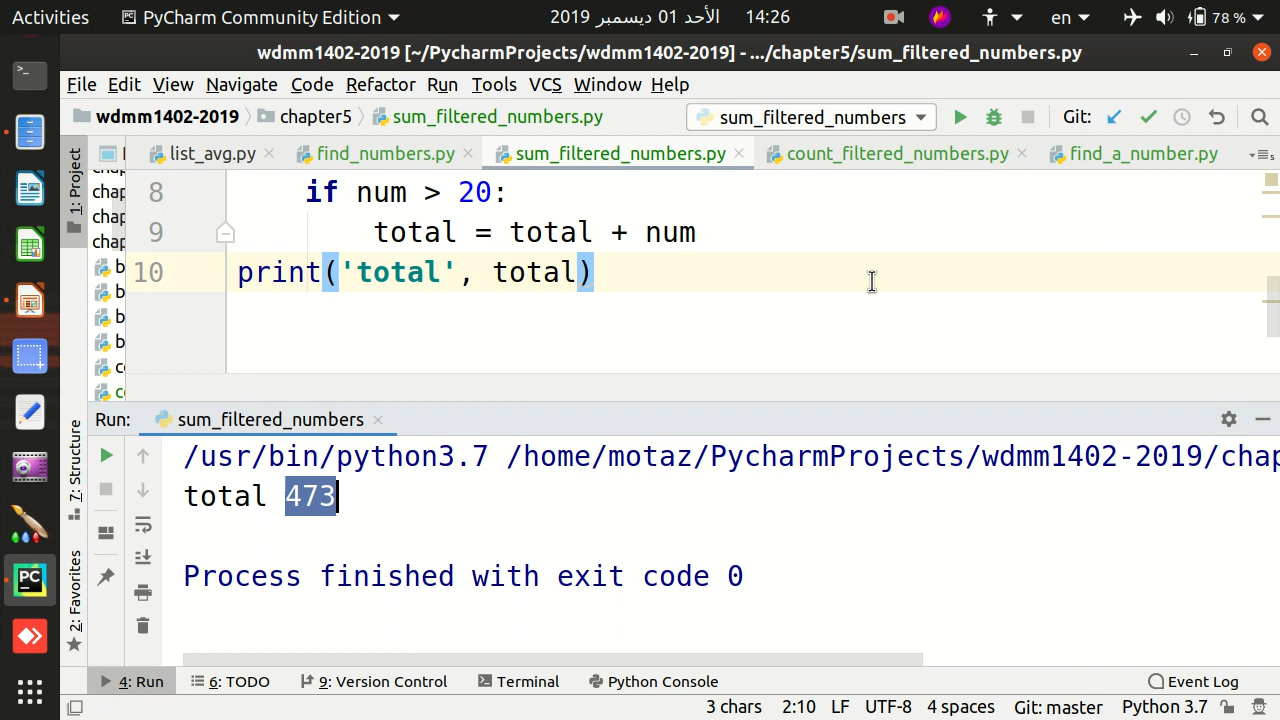 Activities PyCharm Community Edition الأحد 01 ديسمبر 2019 14:26 en 78 %
wdmm1402-2019 [~/PycharmProjects/wdmm1402-2019] - .../chapter5/sum_filtered_numbers.py
File Edit View Navigate Code Refactor Run Tools VCS Window Help
wdmm1402-2019 chapter5 sum_filtered_numbers.py sum_filtered_numbers Git:
1: Project list_avg.py find_numbers.py sum_filtered_numbers.py count_filtered_numbers.py find_a_number.py
8 if num > 20:
9 total = total + num
10 print('total', total)
Run: sum_filtered_numbers
/usr/bin/python3.7 /home/motaz/PycharmProjects/wdmm1402-2019/chap
total 473
Process finished with exit code 0
7: Structure
2: Favorites
4: Run 6: TODO 9: Version Control Terminal Python Console Event Log
3 chars 2:10 LF UTF-8 4 spaces Git: master Python 3.7